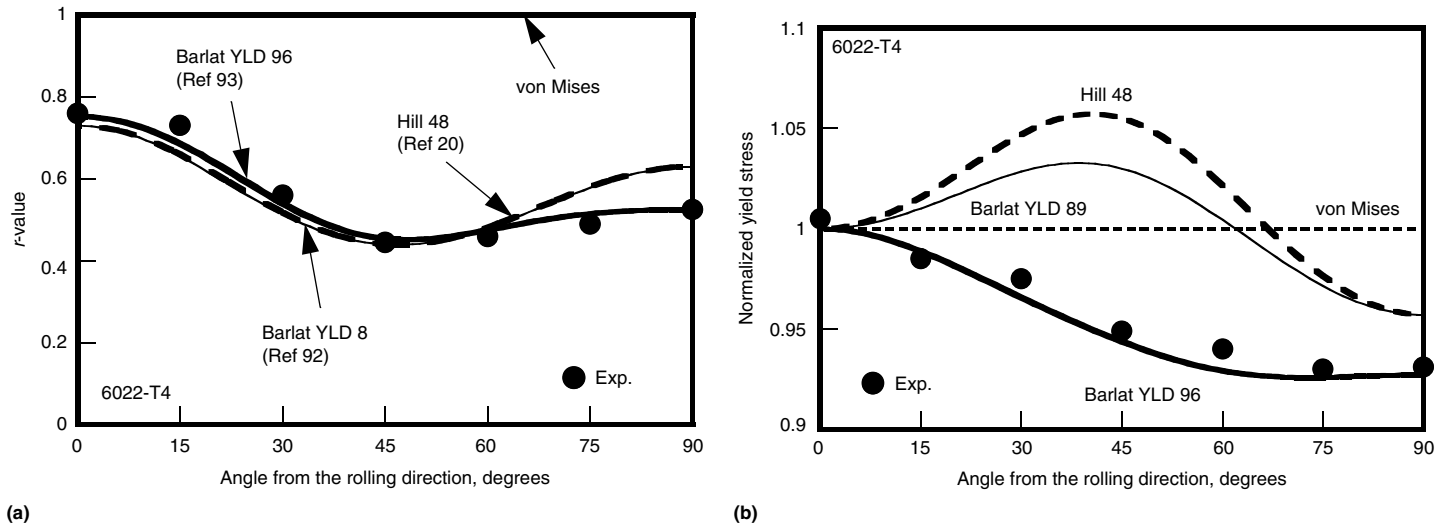 1
0.8
0.6
0.4
0.2
0
r-value
Barlat YLD 96
(Ref 93)
von Mises
Hill 48
(Ref 20)
Barlat YLD 8
(Ref 92)
Exp.
6022-T4
0 15 30 45 60 75 90
Angle from the rolling direction, degrees
(a)
1.1
1.05
1
0.95
0.9
Normalized yield stress
6022-T4
Hill 48
Barlat YLD 89
von Mises
Exp.
Barlat YLD 96
0 15 30 45 60 75 90
Angle from the rolling direction, degrees
(b)